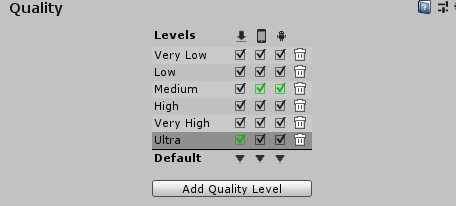 Quality
Levels
Very Low
Low
Medium
High
Very High
Ultra
Default
Add Quality Level